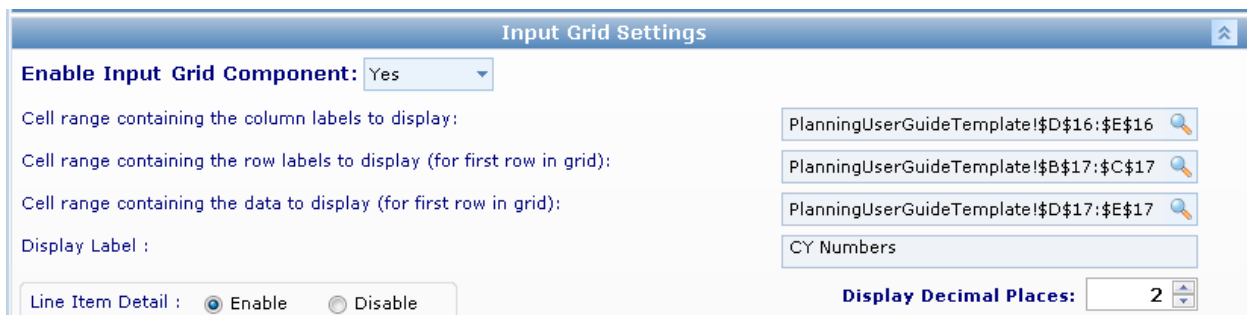 Input Grid Settings
Enable Input Grid Component: Yes
Cell range containing the column labels to display: PlanningUserGuideTemplate!$D$16:$E$16
Cell range containing the row labels to display (for first row in grid): PlanningUserGuideTemplate!$B$17:$C$17
Cell range containing the data to display (for first row in grid): PlanningUserGuideTemplate!$D$17:$E$17
Display Label : CY Numbers
Line Item Detail : Enable Disable Display Decimal Places: 2